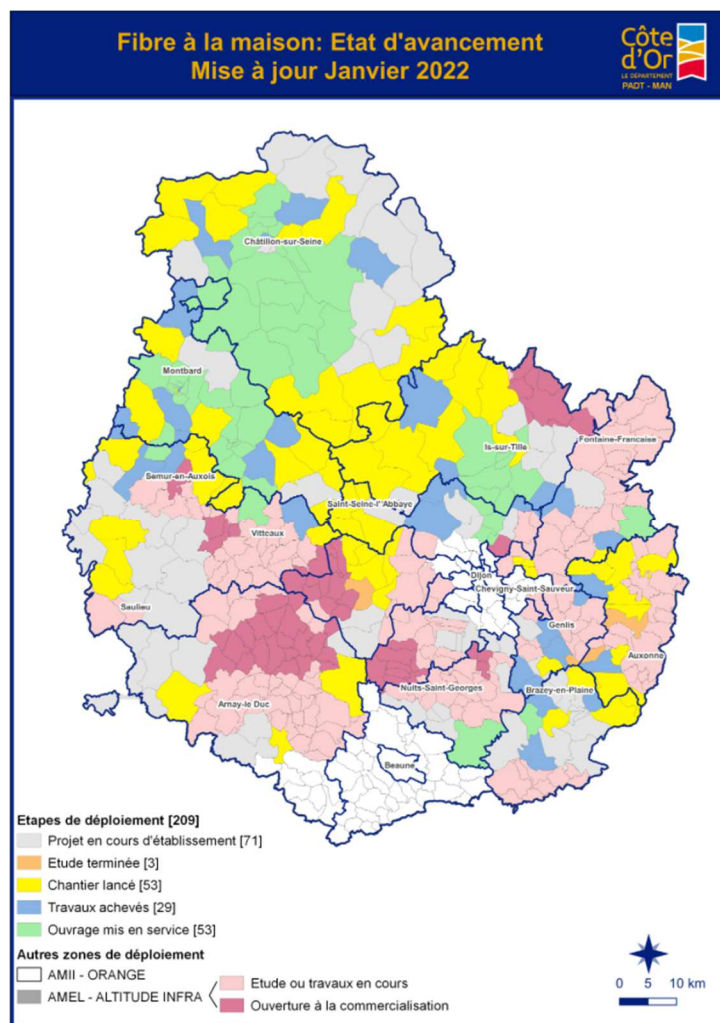 Fibre à la maison: Etat d'avancement
Mise à jour Janvier 2022
Côte
d'Or
LE DÉPARTEMENT
PADT - MAN
Châtillon-sur-Seine
Montbard
Is-sur-Tille
Fontaine-Francaise
Semur-en-Auxois
Saint-Seine-l'Abbaye
Vitteaux
Dijon
Chevigny-Saint-Sauveur
Saulieu
Genlis
Auxonne
Nuits-Saint-Georges
Brazey-en-Plaine
Arnay-le Duc
Beaune
Etapes de déploiement [209]
Projet en cours d'établissement [71]
Etude terminée [3]
Chantier lancé [53]
Travaux achevés [29]
Ouvrage mis en service [53]
Autres zones de déploiement
AMII - ORANGE
AMEL - ALTITUDE INFRA
Etude ou travaux en cours
Ouverture à la commercialisation
0 5 10 km